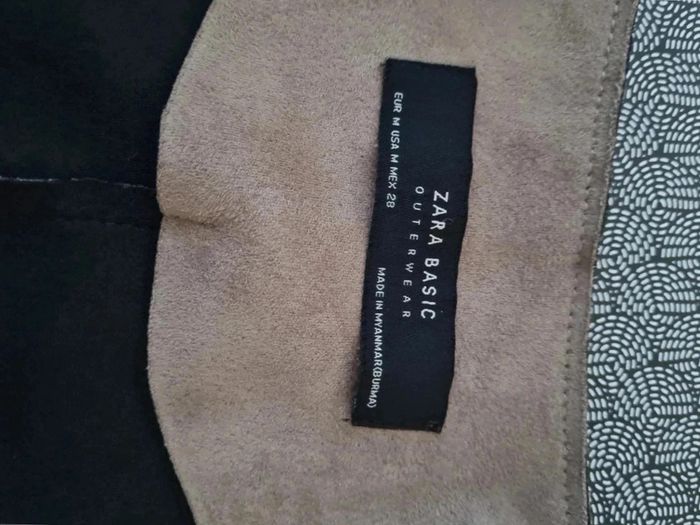 ZARA BASIC
OUTERWEAR
EUR M USA M MEX 28
MADE IN MYANMAR(BURMA)